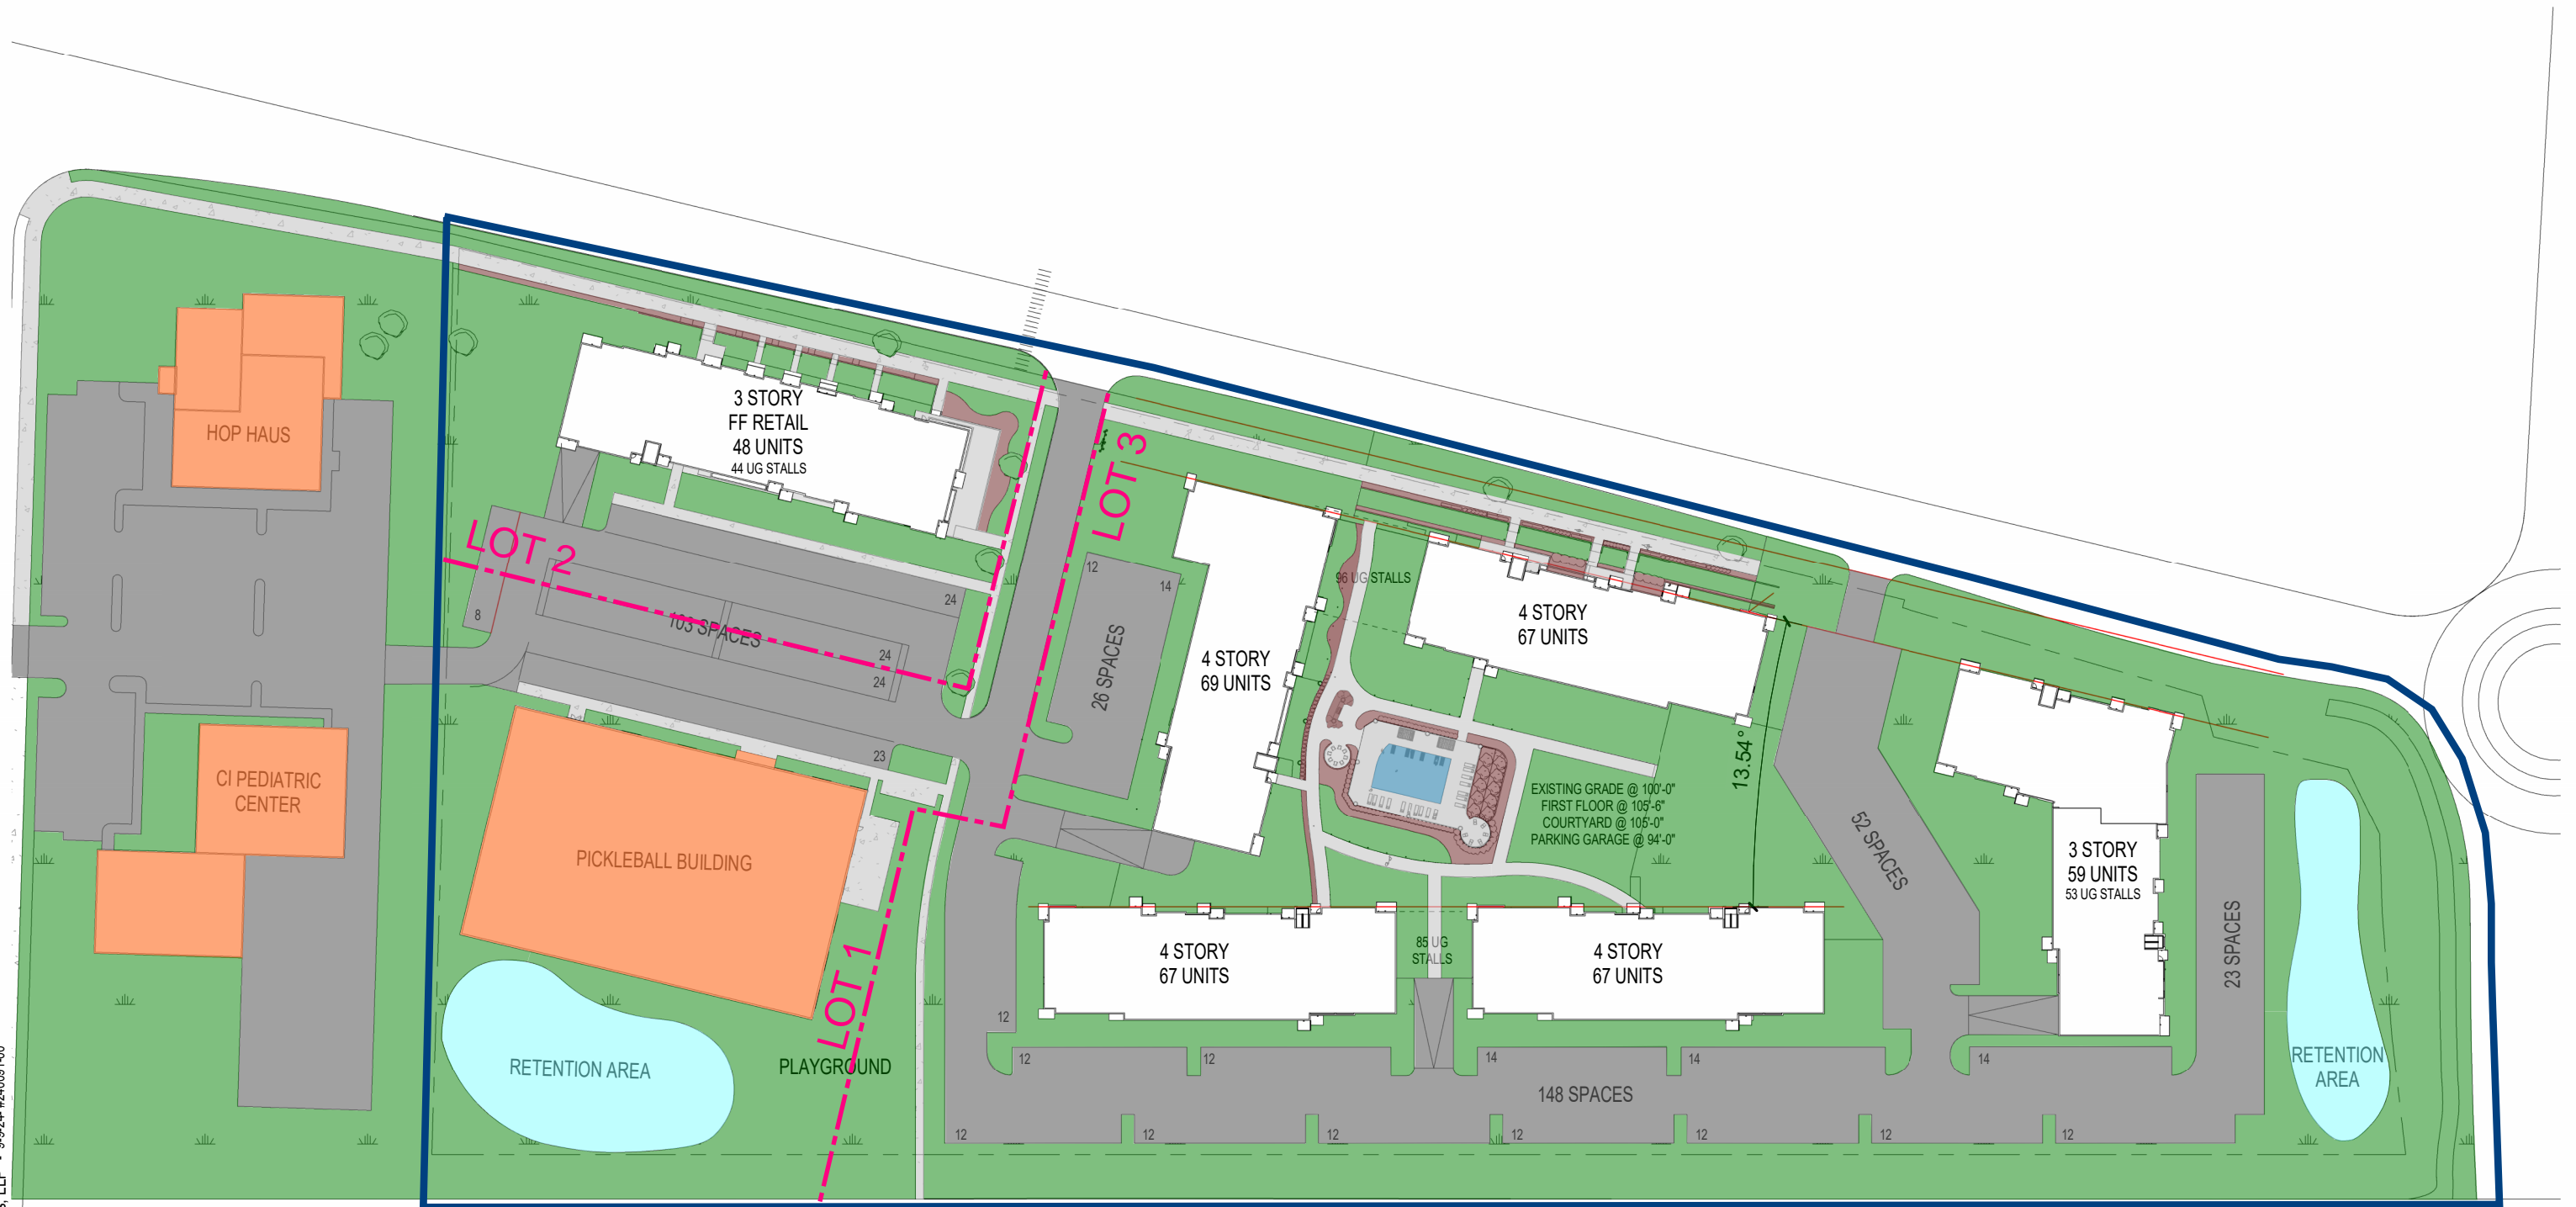 HOP HAUS
3 STORY
FF RETAIL
48 UNITS
44 UG STALLS
LOT 3
LOT 2
8
24
103 SPACES
24
24
23
12
14
26 SPACES
96 UG STALLS
4 STORY
69 UNITS
4 STORY
67 UNITS
13.54°
EXISTING GRADE @ 100'-0"
FIRST FLOOR @ 105'-6"
COURTYARD @ 105'-0"
PARKING GARAGE @ 94'-0"
52 SPACES
3 STORY
59 UNITS
53 UG STALLS
23 SPACES
CI PEDIATRIC
CENTER
PICKLEBALL BUILDING
LOT 1
4 STORY
67 UNITS
85 UG
STALLS
4 STORY
67 UNITS
12
12
12
14
14
14
RETENTION AREA
PLAYGROUND
148 SPACES
RETENTION
AREA
12
12
12
12
12
12
12